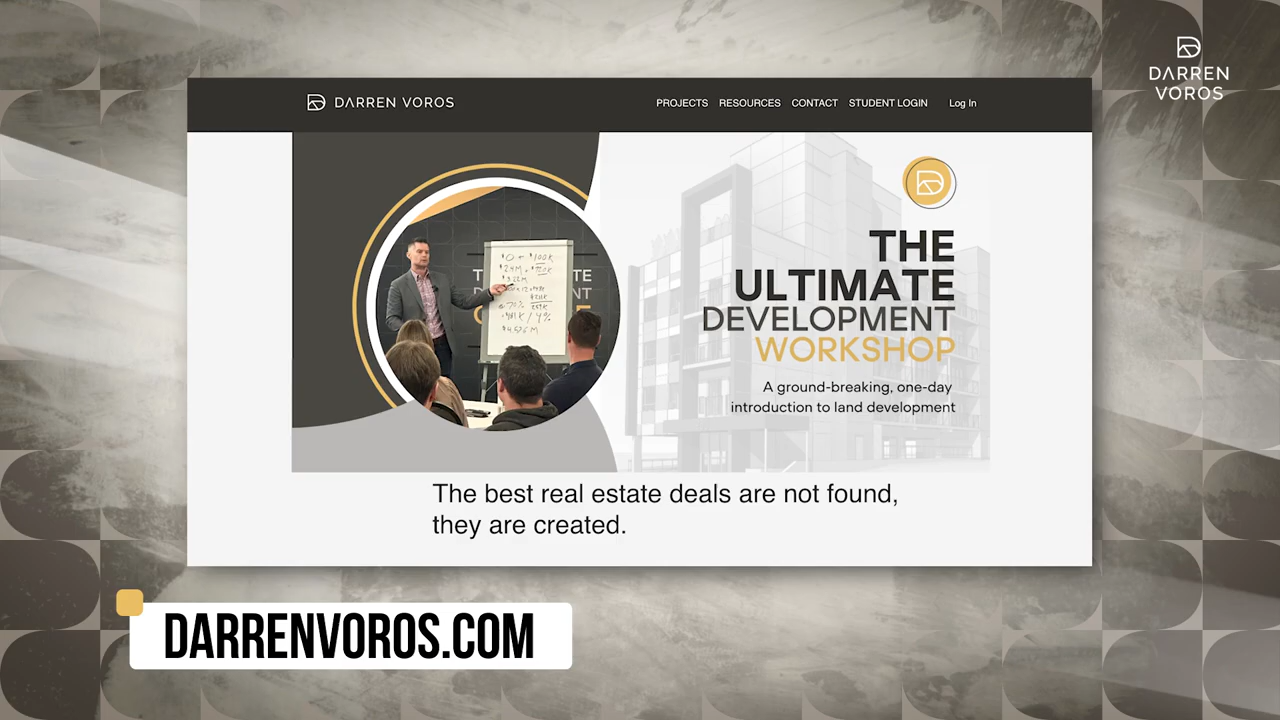 DARREN
VOROS
DARREN VOROS
PROJECTS RESOURCES CONTACT STUDENT LOGIN Log In
THE
ULTIMATE
DEVELOPMENT
WORKSHOP
A ground-breaking, one-day
introduction to land development
The best real estate deals are not found,
they are created.
DARRENVOROS.COM